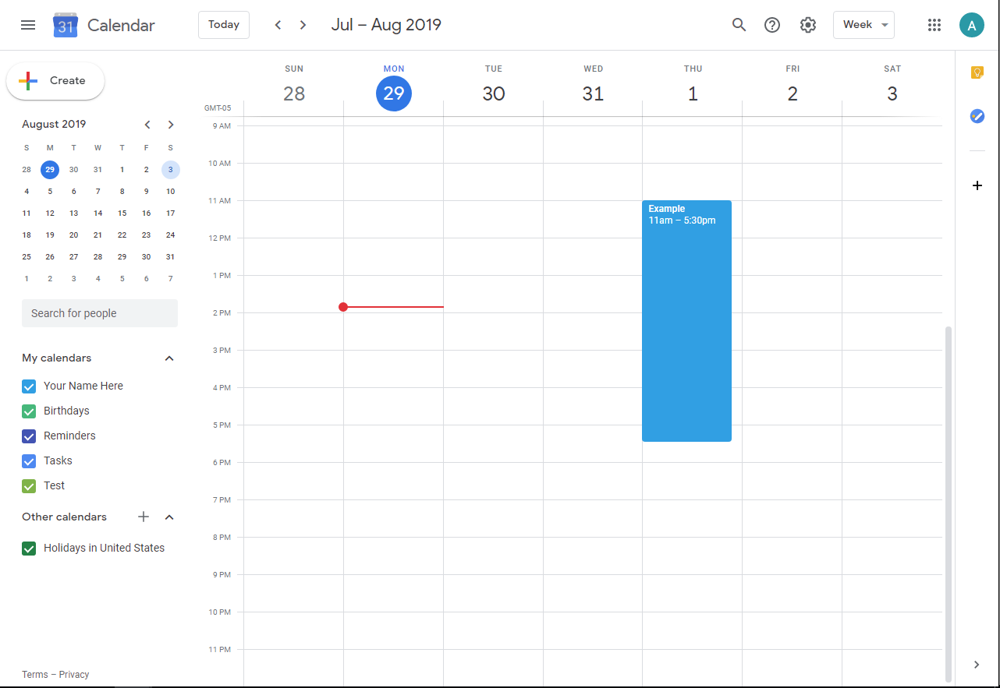 31 Calendar Today Jul – Aug 2019 Week A
Create
SUN MON TUE WED THU FRI SAT
28 29 30 31 1 2 3
GMT-05
August 2019
S M T W T F S
28 29 30 31 1 2 3
4 5 6 7 8 9 10
11 12 13 14 15 16 17
18 19 20 21 22 23 24
25 26 27 28 29 30 31
1 2 3 4 5 6 7
Search for people
My calendars
Your Name Here
Birthdays
Reminders
Tasks
Test
Other calendars
Holidays in United States
Terms – Privacy
9 AM
10 AM
11 AM
12 PM
1 PM
2 PM
3 PM
4 PM
5 PM
6 PM
7 PM
8 PM
9 PM
10 PM
11 PM
Example
11am – 5:30pm